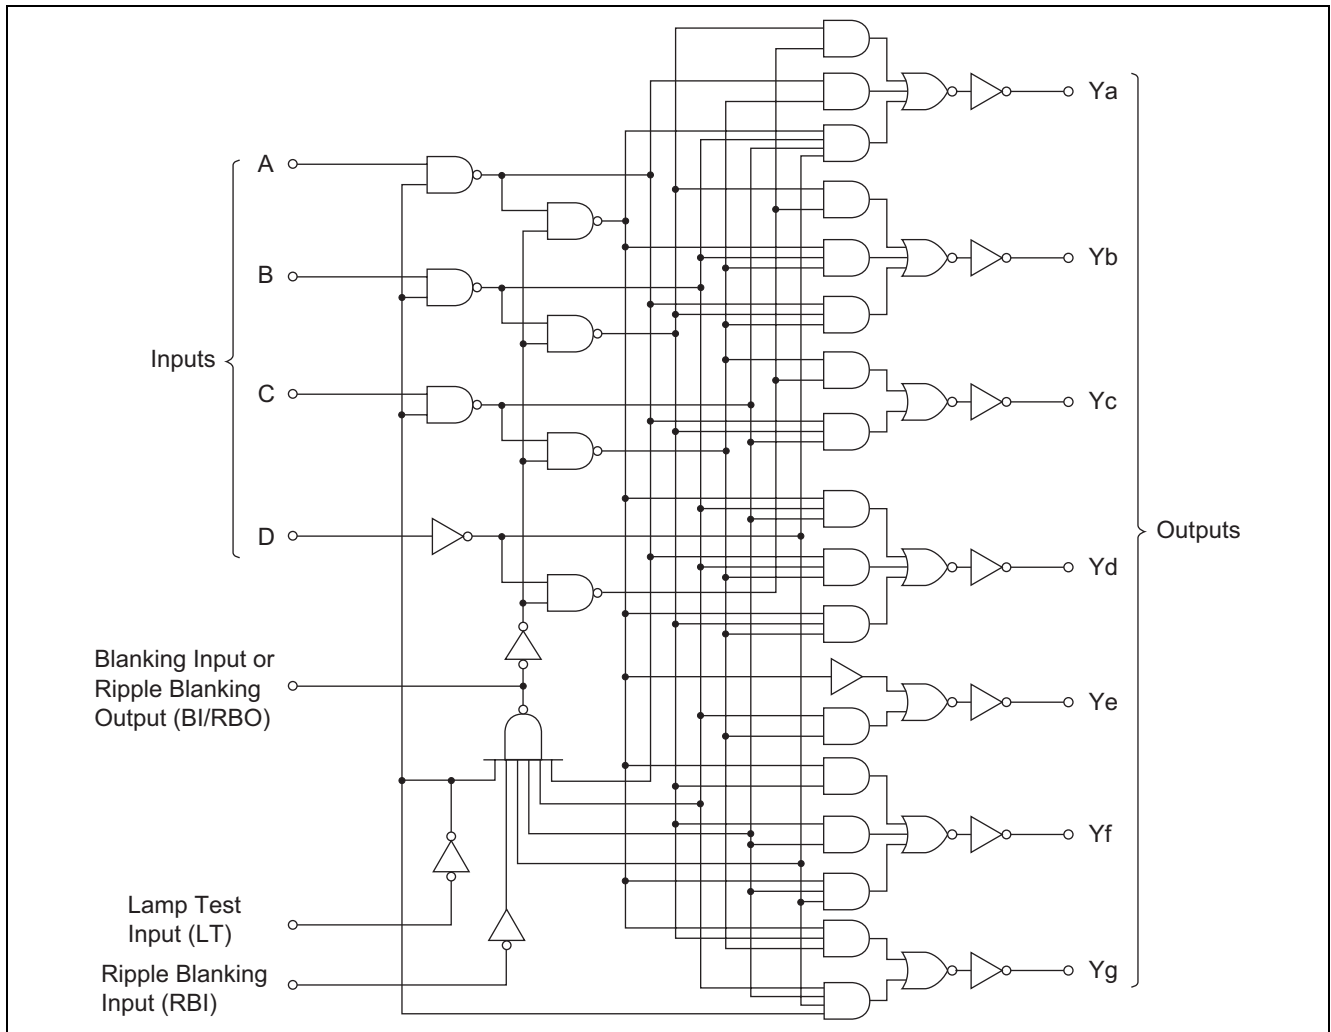 A
B
Inputs
C
D
Blanking Input or
Ripple Blanking
Output (BI/RBO)
Lamp Test
Input (LT)
Ripple Blanking
Input (RBI)
Ya
Yb
Yc
Outputs
Yd
Ye
Yf
Yg